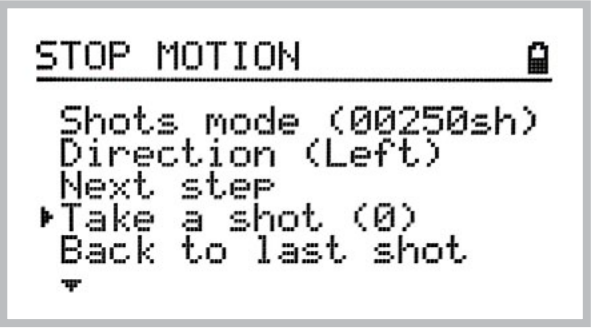 STOP MOTION
Shots mode (00250sh)
Direction (Left)
Next step
Take a shot (0)
Back to last shot